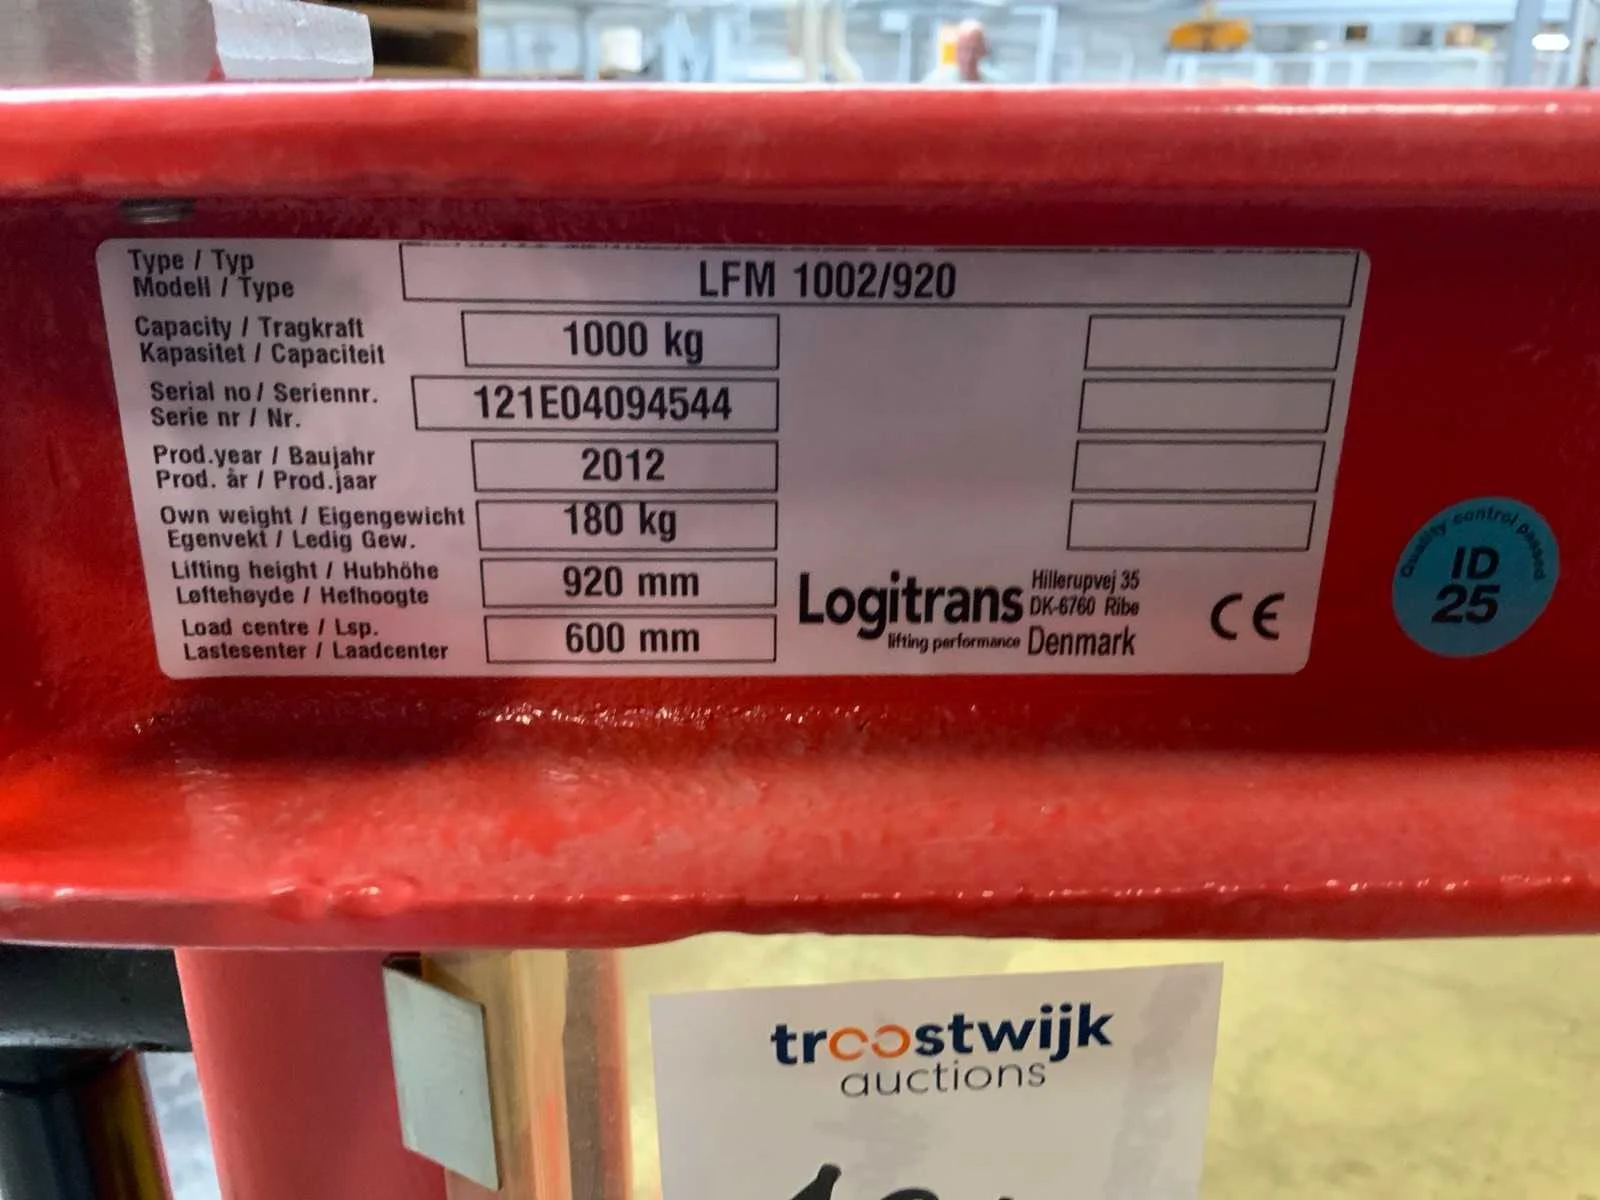 Type / Typ
Modell / Type
LFM 1002/920
Capacity / Tragkraft
Kapasitet / Capaciteit
1000 kg
Serial no / Seriennr.
Serie nr / Nr.
121E04094544
Prod.year / Baujahr
Prod. år / Prod.jaar
2012
Own weight / Eigengewicht
Egenvekt / Ledig Gew.
180 kg
Lifting height / Hubhöhe
Løftehøyde / Hefhoogte
920 mm
Load centre / Lsp.
Lastesenter / Laadcenter
600 mm
Logitrans
lifting performance
Hillerupvej 35
DK-6760 Ribe
Denmark
CE
Quality control passed
ID
25
troostwijk
auctions